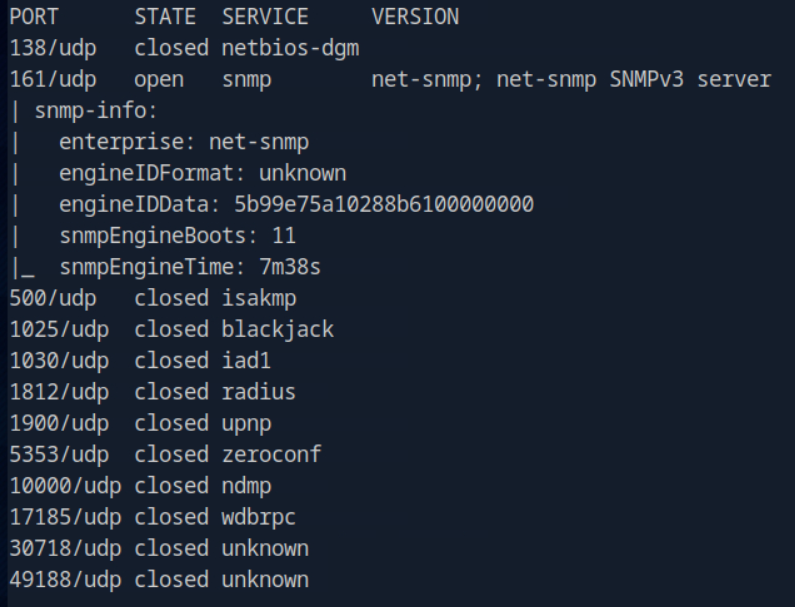 PORT      STATE  SERVICE     VERSION
138/udp   closed netbios-dgm
161/udp   open   snmp        net-snmp; net-snmp SNMPv3 server
| snmp-info:
|   enterprise: net-snmp
|   engineIDFormat: unknown
|   engineIDData: 5b99e75a10288b6100000000
|   snmpEngineBoots: 11
|_  snmpEngineTime: 7m38s
500/udp   closed isakmp
1025/udp  closed blackjack
1030/udp  closed iad1
1812/udp  closed radius
1900/udp  closed upnp
5353/udp  closed zeroconf
10000/udp closed ndmp
17185/udp closed wdbrpc
30718/udp closed unknown
49188/udp closed unknown